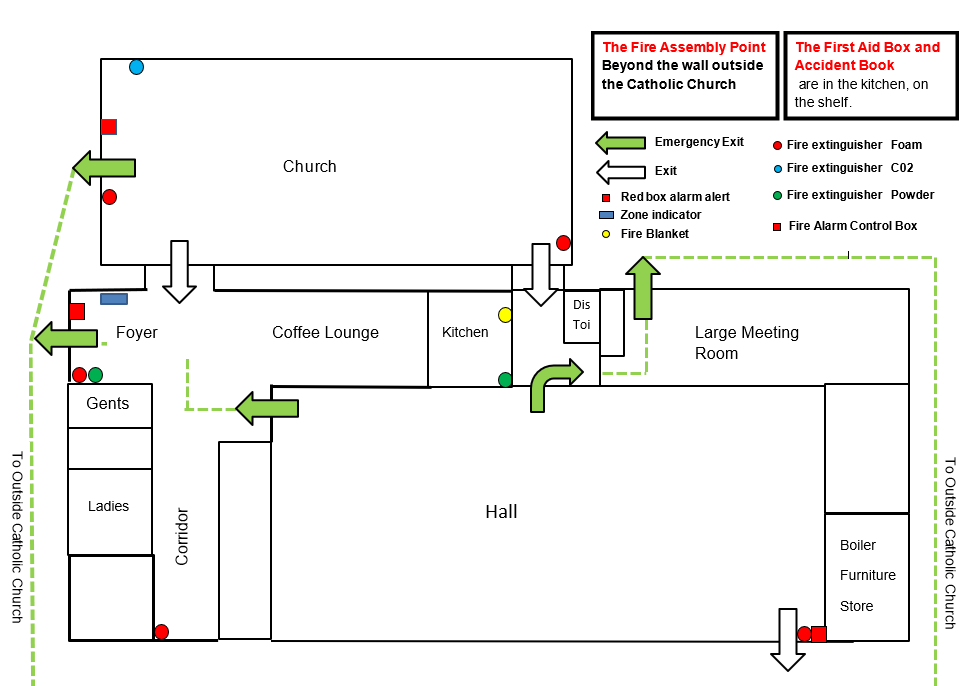 The Fire Assembly Point
Beyond the wall outside
the Catholic Church
The First Aid Box and
Accident Book
are in the kitchen, on
the shelf.
Emergency Exit
Exit
Red box alarm alert
Zone indicator
Fire Blanket
Fire extinguisher Foam
Fire extinguisher C02
Fire extinguisher Powder
Fire Alarm Control Box
Church
Foyer
Coffee Lounge
Kitchen
Dis
Toi
Large Meeting
Room
Gents
Ladies
Corridor
Hall
Boiler
Furniture
Store
To Outside Catholic Church
To Outside Catholic Church